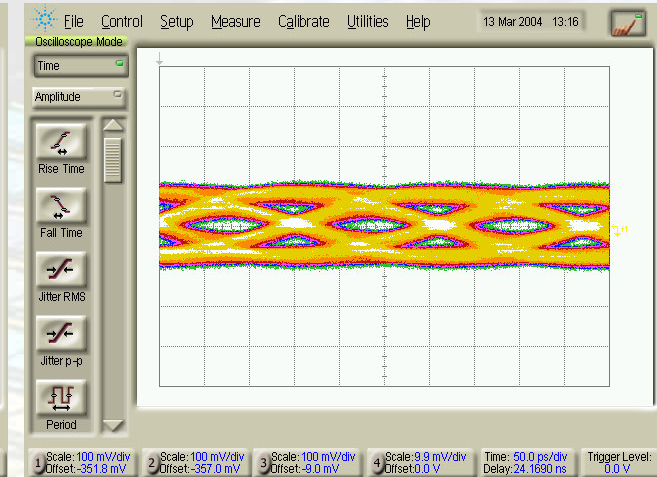 File Control Setup Measure Calibrate Utilities Help 13 Mar 2004 13:16
Oscilloscope Mode
Time
Amplitude
Rise Time
Fall Time
Jitter RMS
Jitter p-p
Period
1 Scale: 100 mV/div
Offset:-351.8 mV
2 Scale: 100 mV/div
Offset:-357.0 mV
3 Scale: 100 mV/div
Offset:-9.0 mV
4 Scale:9.9 mV/div
Offset:0.0 V
Time: 50.0 ps/div
Delay:24.1690 ns
Trigger Level:
0.0 V